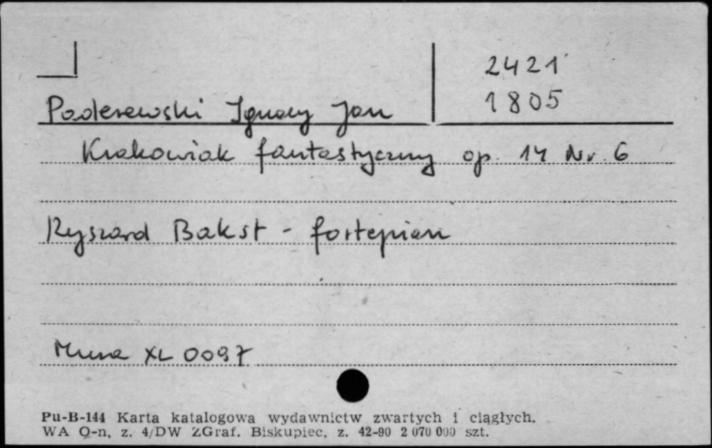 2421
1805
Paderewski Ignacy Jan
Krakowiak fantastyczny op. 14 Nr 6
Ryszard Bakst - fortepian
Muza XL 0097
Pu-B-144 Karta katalogowa wydawnictw zwartych i ciągłych.
WA O-n, z. 4/DW ZGraf. Biskupiec, z. 42-90 2 070 000 szt.